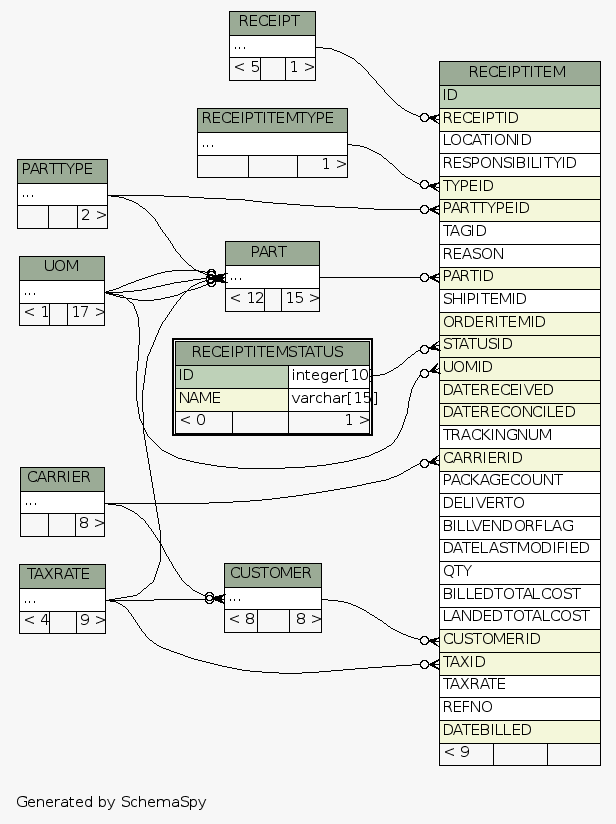 RECEIPT
...
< 5 1 >
RECEIPTITEMTYPE
...
1 >
PARTTYPE
...
2 >
UOM
...
< 1 17 >
PART
...
< 12 15 >
RECEIPTITEMSTATUS
ID integer[10]
NAME varchar[15]
< 0 1 >
CARRIER
...
8 >
TAXRATE
...
< 4 9 >
CUSTOMER
...
< 8 8 >
RECEIPTITEM
ID
RECEIPTID
LOCATIONID
RESPONSIBILITYID
TYPEID
PARTTYPEID
TAGID
REASON
PARTID
SHIPITEMID
ORDERITEMID
STATUSID
UOMID
DATERECEIVED
DATERECONCILED
TRACKINGNUM
CARRIERID
PACKAGECOUNT
DELIVERTO
BILLVENDORFLAG
DATELASTMODIFIED
QTY
BILLEDTOTALCOST
LANDEDTOTALCOST
CUSTOMERID
TAXID
TAXRATE
REFNO
DATEBILLED
< 9
Generated by SchemaSpy